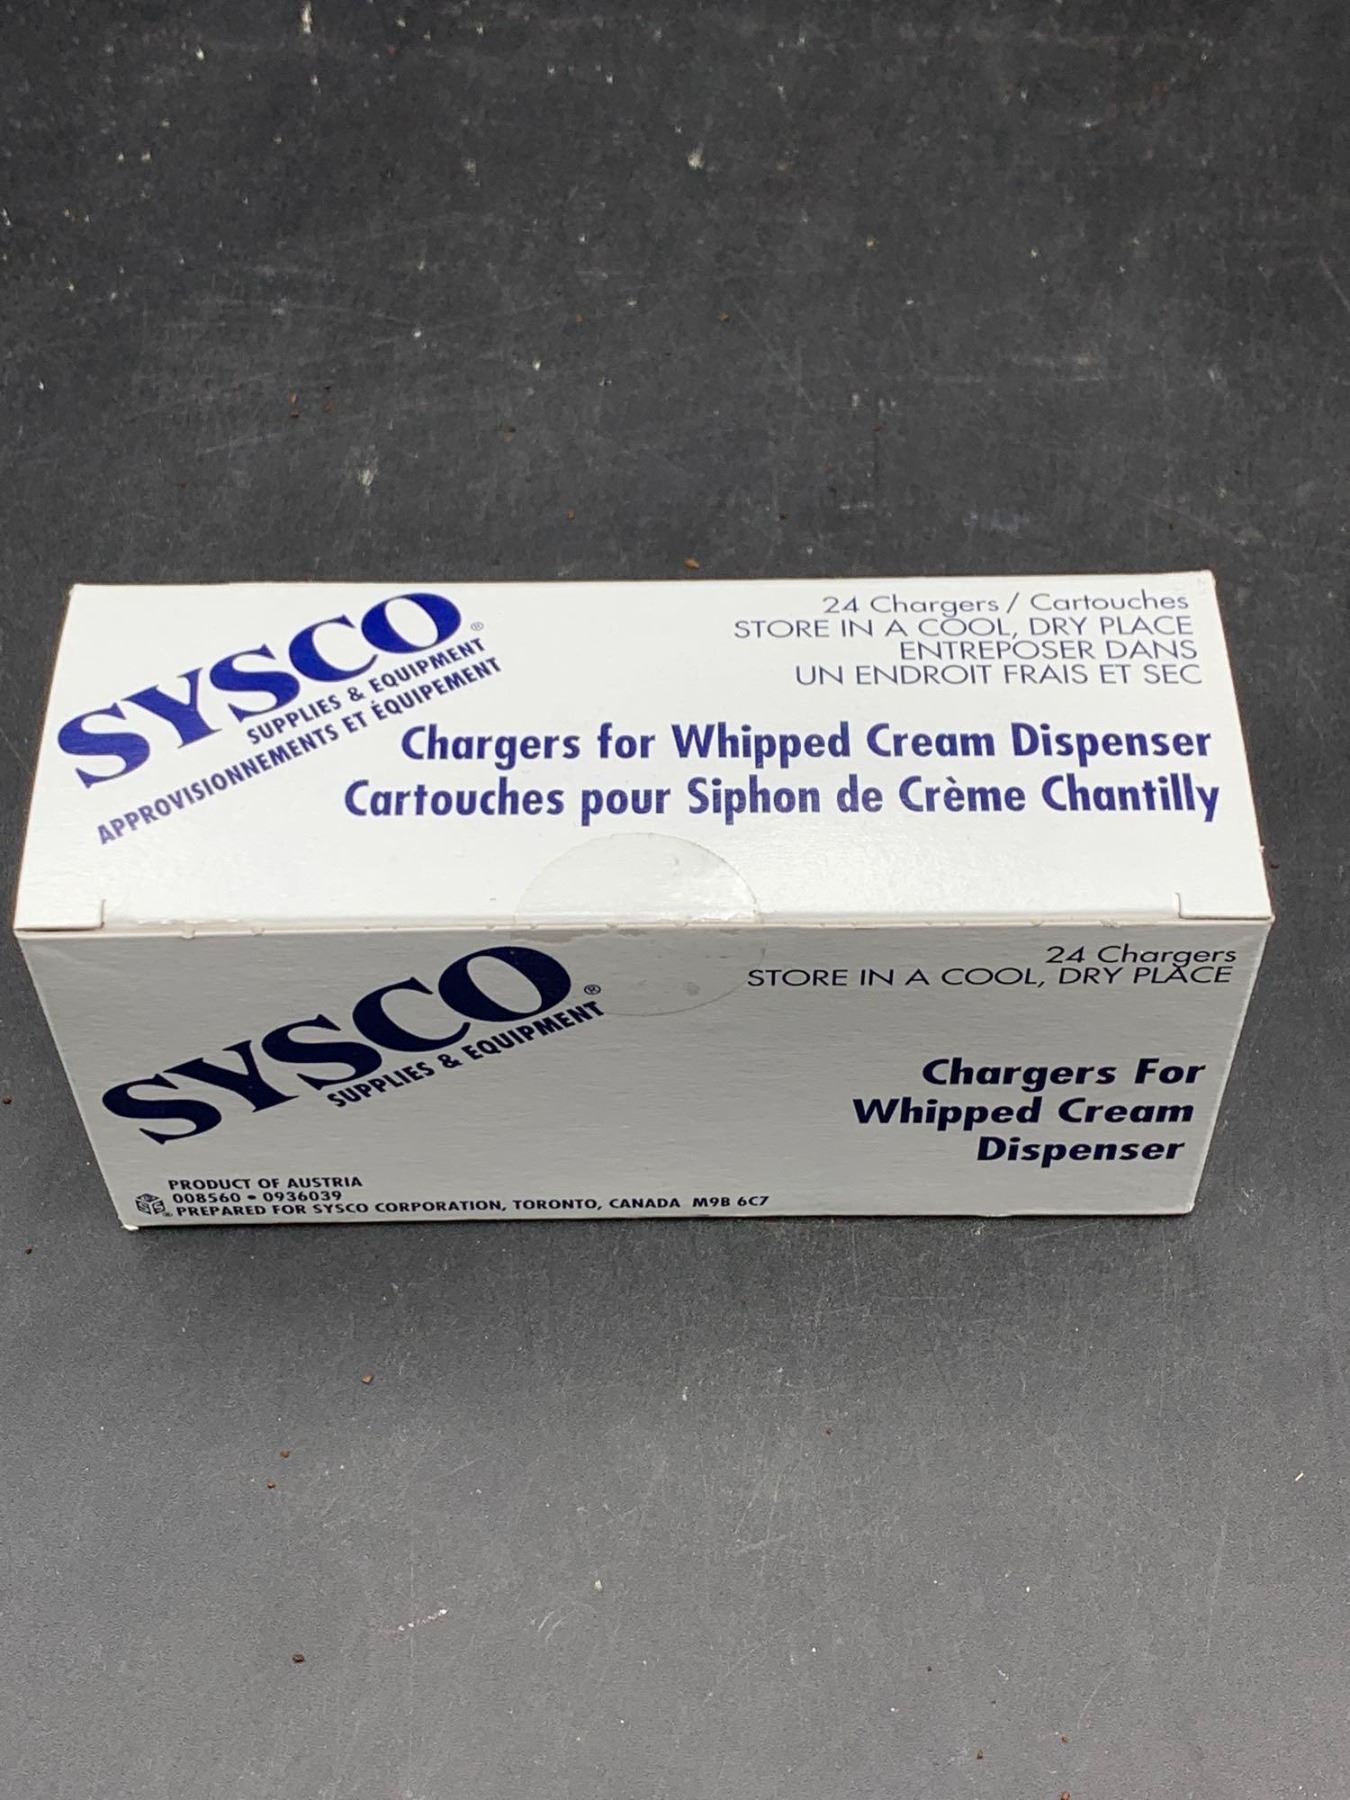 SYSCO®
SUPPLIES & EQUIPMENT
APPROVISIONNEMENTS ET ÉQUIPEMENT
24 Chargers / Cartouches
STORE IN A COOL, DRY PLACE
ENTREPOSER DANS
UN ENDROIT FRAIS ET SEC
Chargers for Whipped Cream Dispenser
Cartouches pour Siphon de Crème Chantilly
SYSCO®
SUPPLIES & EQUIPMENT
24 Chargers
STORE IN A COOL, DRY PLACE
Chargers For
Whipped Cream
Dispenser
PRODUCT OF AUSTRIA
008560 • 0936039
PREPARED FOR SYSCO CORPORATION, TORONTO, CANADA M9B 6C7